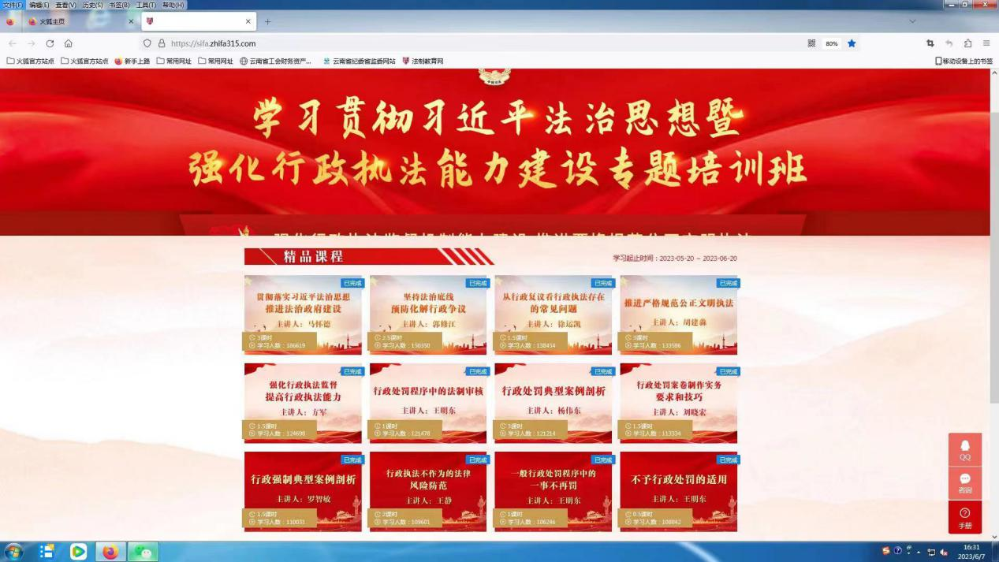 文件(F) 编辑(E) 查看(V) 历史(S) 书签(B) 工具(T) 帮助(H)
火狐主页
https://sifa.zhifa315.com
80%
火狐官方站点 火狐官方站点 新手上路 常用网址 常用网址 云南省工会财务资产... 云南省纪委省监委网站 法制教育网 移动设备上的书签
学习贯彻习近平法治思想暨
强化行政执法能力建设专题培训班
精品课程
学习起止时间：2023-05-20 ~ 2023-06-20
已完成
贯彻落实习近平法治思想
推进法治政府建设
主讲人：马怀德
3课时
学习人数：186619
已完成
坚持法治底线
预防化解行政争议
主讲人：郭修江
2.5课时
学习人数：150350
已完成
从行政复议看行政执法存在
的常见问题
主讲人：徐运凯
1.5课时
学习人数：138454
已完成
推进严格规范公正文明执法
主讲人：胡建淼
3课时
学习人数：133586
已完成
强化行政执法监督
提高行政执法能力
主讲人：方军
1.5课时
学习人数：124698
已完成
行政处罚程序中的法制审核
主讲人：王明东
1课时
学习人数：121478
已完成
行政处罚典型案例剖析
主讲人：杨伟东
3课时
学习人数：121214
已完成
行政处罚案卷制作实务
要求和技巧
主讲人：刘晓宏
1.5课时
学习人数：113334
已完成
行政强制典型案例剖析
主讲人：罗智敏
1.5课时
学习人数：110031
已完成
行政执法不作为的法律
风险防范
主讲人：王静
2课时
学习人数：109601
已完成
一般行政处罚程序中的
一事不再罚
主讲人：王明东
1课时
学习人数：106246
已完成
不予行政处罚的适用
主讲人：王明东
0.5课时
学习人数：108042
QQ
咨询
手册
16:31
2023/6/7